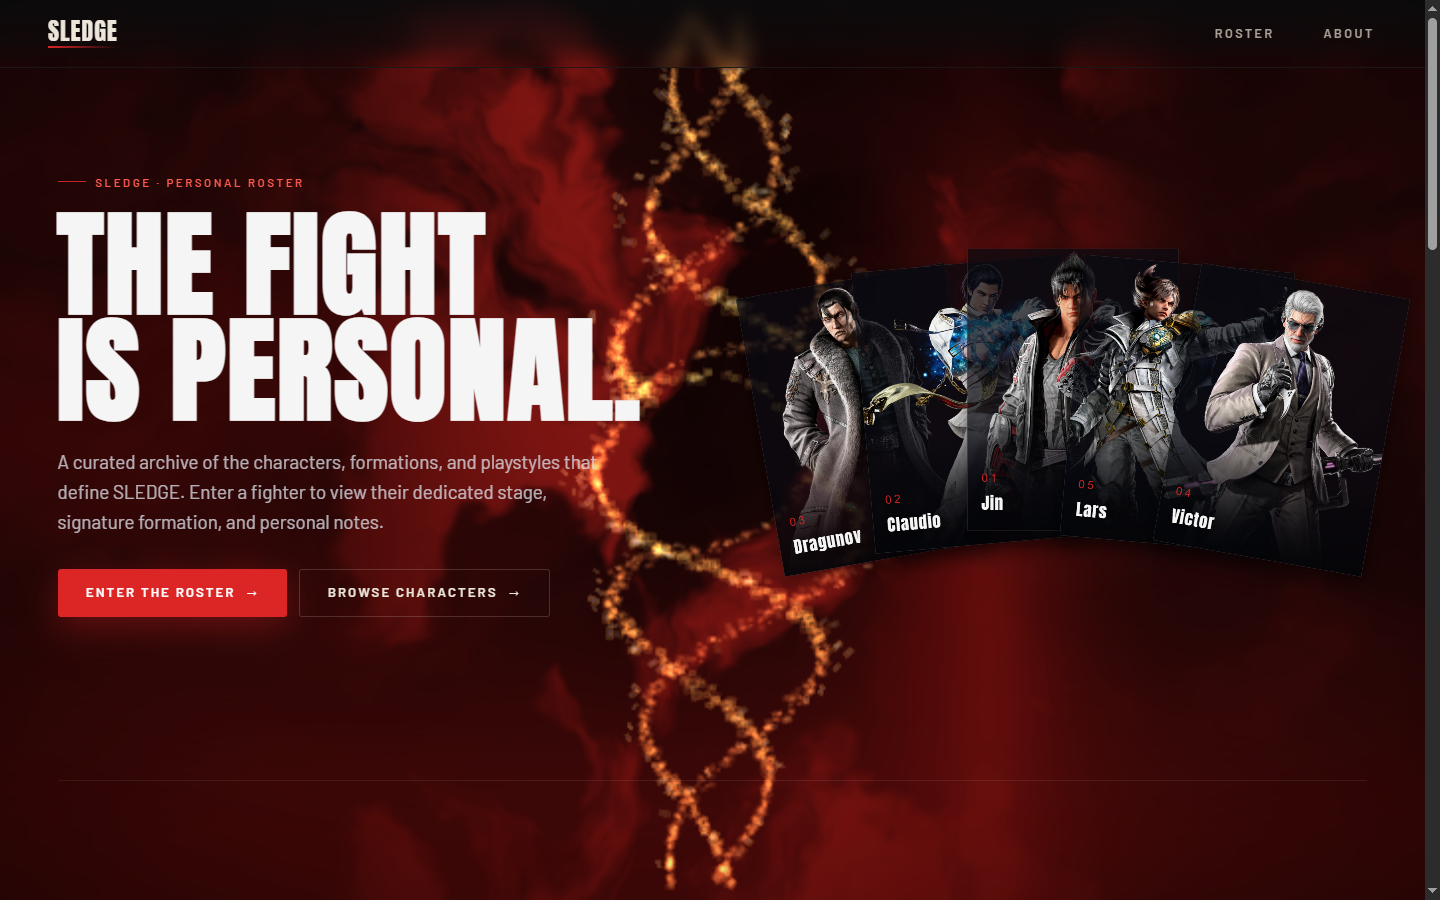 SLEDGE
ROSTER
ABOUT
SLEDGE · PERSONAL ROSTER
THE FIGHT
IS PERSONAL.
A curated archive of the characters, formations, and playstyles that
define SLEDGE. Enter a fighter to view their dedicated stage,
signature formation, and personal notes.
ENTER THE ROSTER →
BROWSE CHARACTERS →
03
Dragunov
02
Claudio
01
Jin
05
Lars
04
Victor